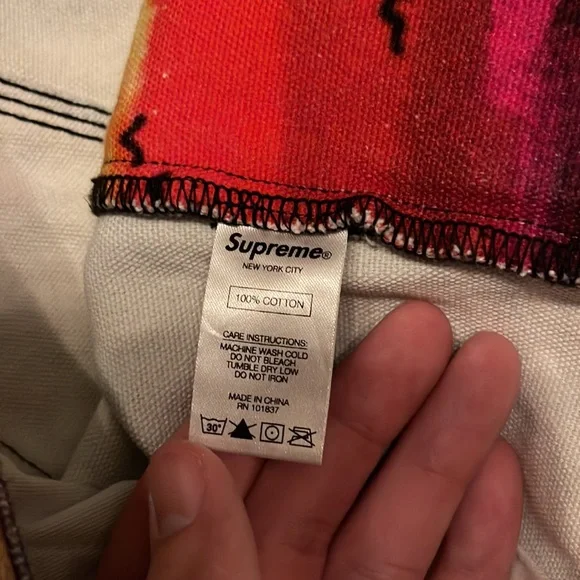 Supreme®
NEW YORK CITY
100% COTTON
CARE INSTRUCTIONS:
MACHINE WASH COLD
DO NOT BLEACH
TUMBLE DRY LOW
DO NOT IRON
MADE IN CHINA
RN 101837
30°